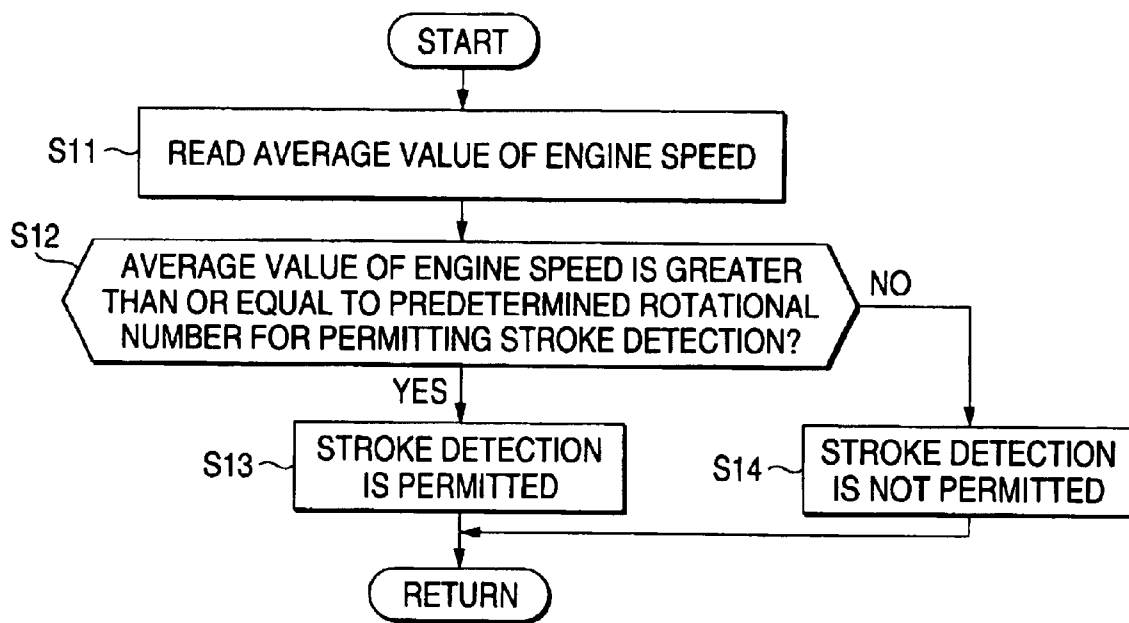 START
S11
READ AVERAGE VALUE OF ENGINE SPEED
S12
AVERAGE VALUE OF ENGINE SPEED IS GREATER
THAN OR EQUAL TO PREDETERMINED ROTATIONAL
NUMBER FOR PERMITTING STROKE DETECTION?
NO
YES
S13
STROKE DETECTION
IS PERMITTED
S14
STROKE DETECTION
IS NOT PERMITTED
RETURN